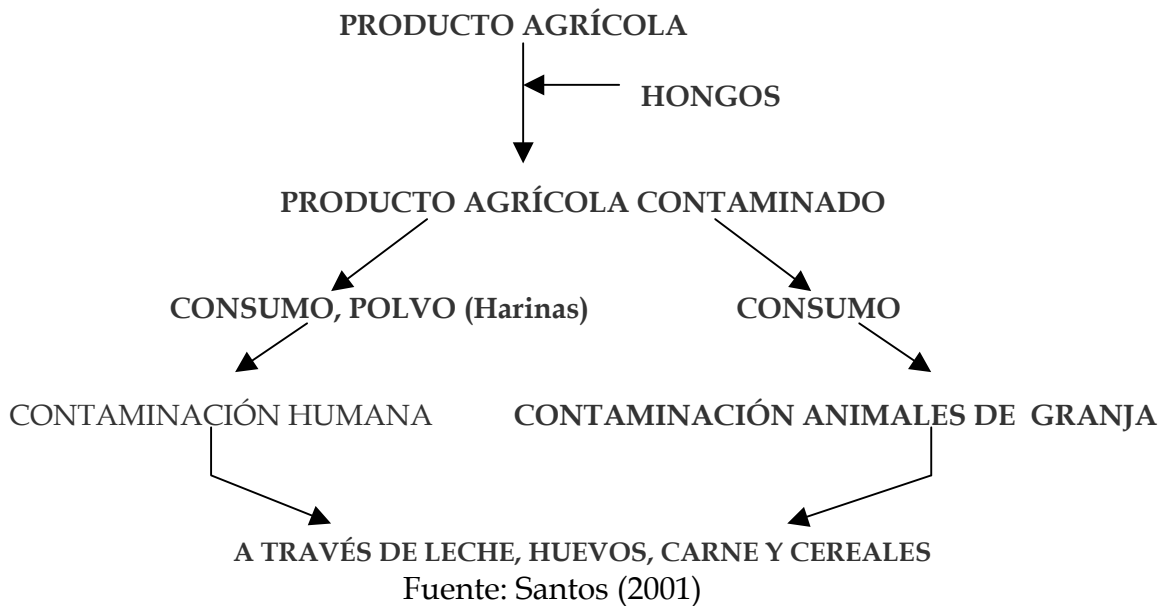 PRODUCTO AGRÍCOLA
HONGOS
PRODUCTO AGRÍCOLA CONTAMINADO
CONSUMO, POLVO (Harinas)
CONSUMO
CONTAMINACIÓN HUMANA
CONTAMINACIÓN ANIMALES DE GRANJA
A TRAVÉS DE LECHE, HUEVOS, CARNE Y CEREALES
Fuente: Santos (2001)